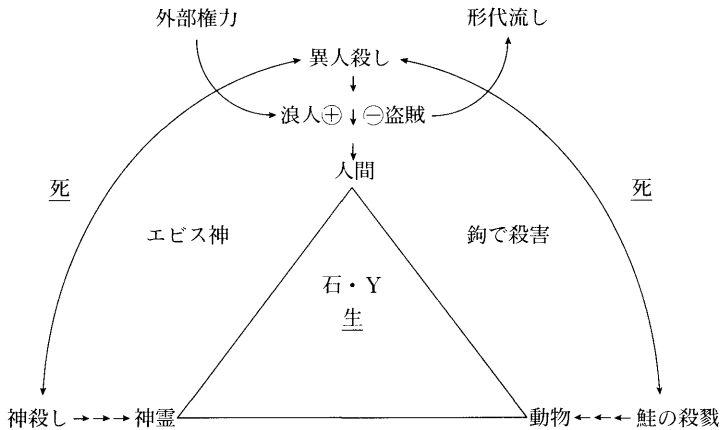 外部権力
形代流し
異人殺し
浪人⊕ ⊖盗賊
人間
死
死
エビス神
鉤で殺害
石・Y
生
神殺し
神霊
動物
鮭の殺戮